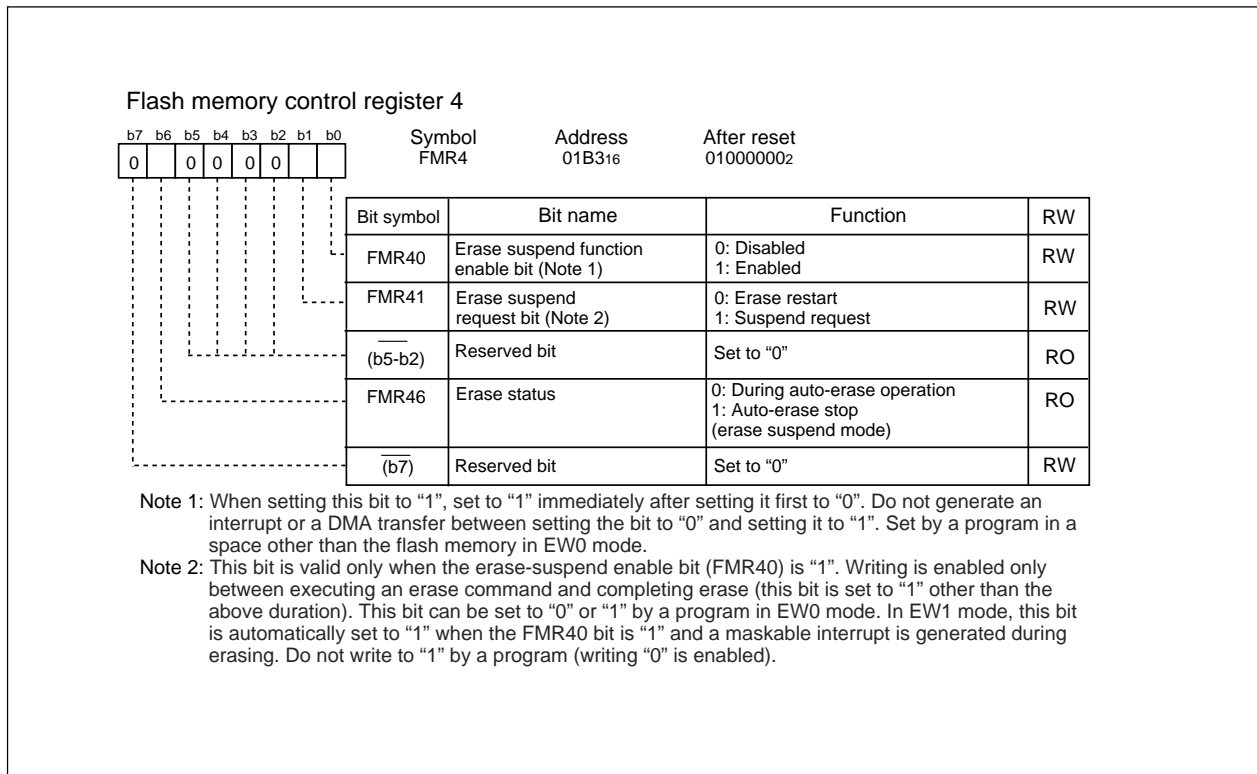 Flash memory control register 4
b7 b6 b5 b4 b3 b2 b1 b0
Symbol Address After reset
FMR4 01B316 010000002
0 0 0 0 0 0
Bit symbol Bit name Function RW
FMR40 Erase suspend function enable bit (Note 1) 0: Disabled 1: Enabled RW
FMR41 Erase suspend request bit (Note 2) 0: Erase restart 1: Suspend request RW
(b5-b2) Reserved bit Set to “0” RO
FMR46 Erase status 0: During auto-erase operation 1: Auto-erase stop (erase suspend mode) RO
(b7) Reserved bit Set to “0” RW
Note 1: When setting this bit to “1”, set to “1” immediately after setting it first to “0”. Do not generate an
interrupt or a DMA transfer between setting the bit to “0” and setting it to “1”. Set by a program in a
space other than the flash memory in EW0 mode.
Note 2: This bit is valid only when the erase-suspend enable bit (FMR40) is “1”. Writing is enabled only
between executing an erase command and completing erase (this bit is set to “1” other than the
above duration). This bit can be set to “0” or “1” by a program in EW0 mode. In EW1 mode, this bit
is automatically set to “1” when the FMR40 bit is “1” and a maskable interrupt is generated during
erasing. Do not write to “1” by a program (writing “0” is enabled).